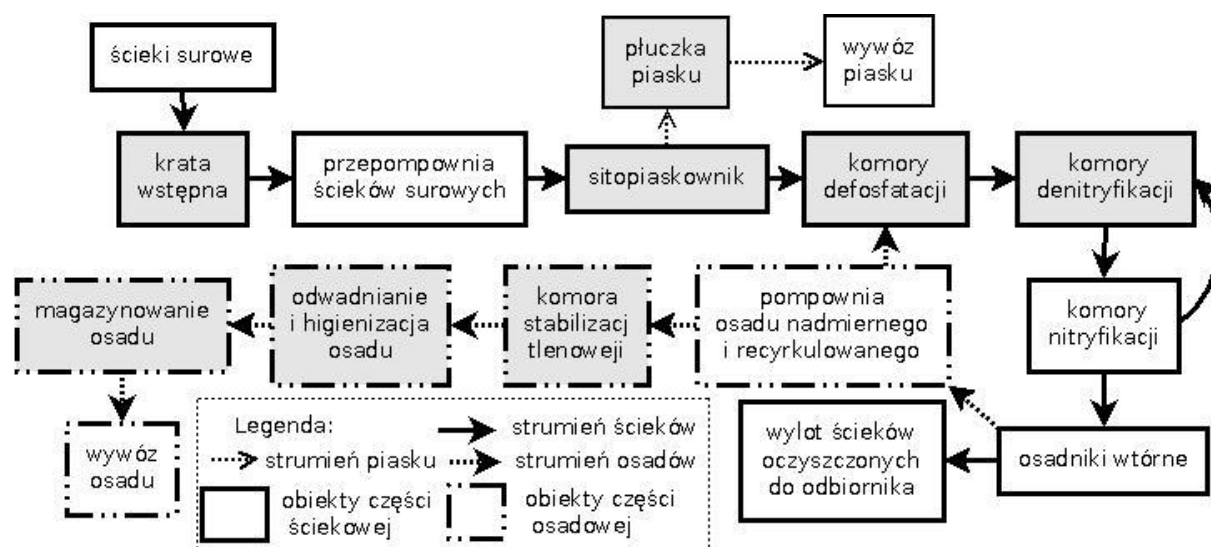 ścieki surowe
płuczka
piasku
wywóz
piasku
krata
wstępna
przepompownia
ścieków surowych
sitopiaskownik
komory
defosfatacji
komory
denitryfikacji
magazynowanie
osadu
odwadnianie
i higienizacja
osadu
komora
stabilizacj
tlenoweji
pompownia
osadu nadmiernego
i recyrkulowanego
komory
nitryfikacji
wywóz
osadu
Legenda:
strumień ścieków
strumień piasku
strumień osadów
obiekty części
ściekowej
obiekty części
osadowej
wylot ścieków
oczyszczonych
do odbiornika
osadniki wtórne